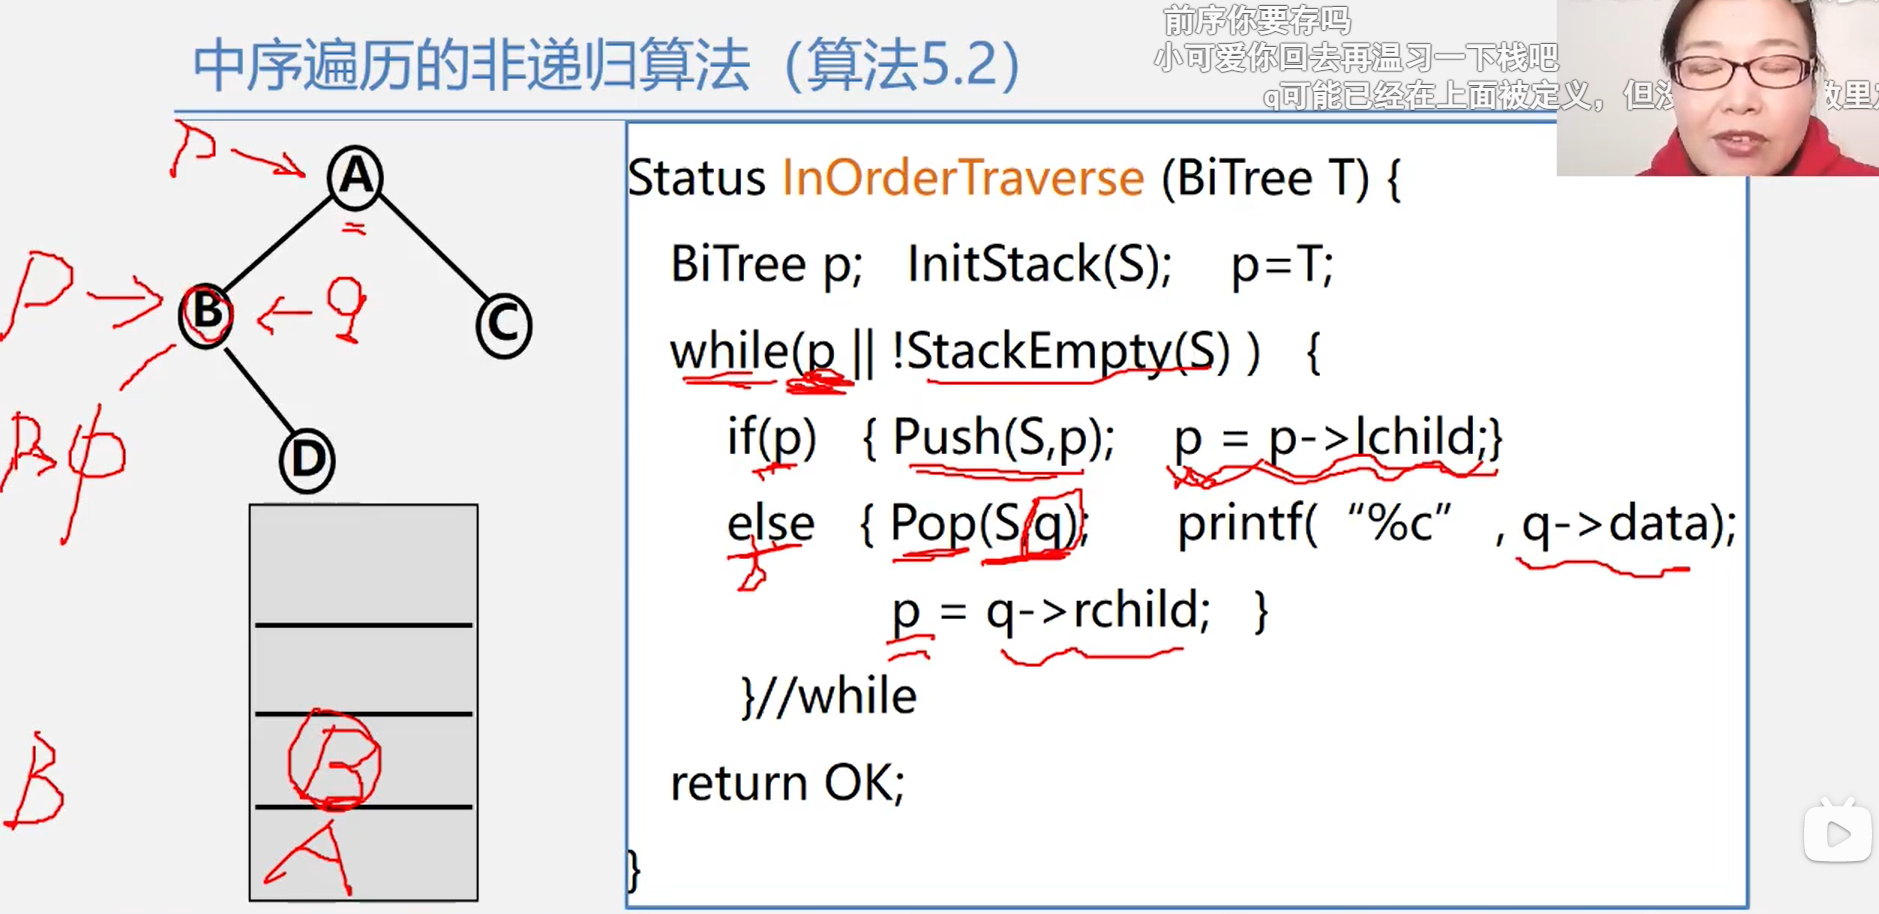 前序你要存吗
小可爱你回去再温习一下栈吧
q可能已经在上面被定义，但没
数里定
中序遍历的非递归算法（算法5.2）
P
A
=
P
B
q
C
D
P
B
A
B
Status InOrderTraverse (BiTree T) {
BiTree p; InitStack(S); p=T;
while(p || !StackEmpty(S) ) {
if(p) { Push(S,p); p = p->lchild;}
else { Pop(S,q); printf( “%c” , q->data);
p = q->rchild; }
}//while
return OK;
}